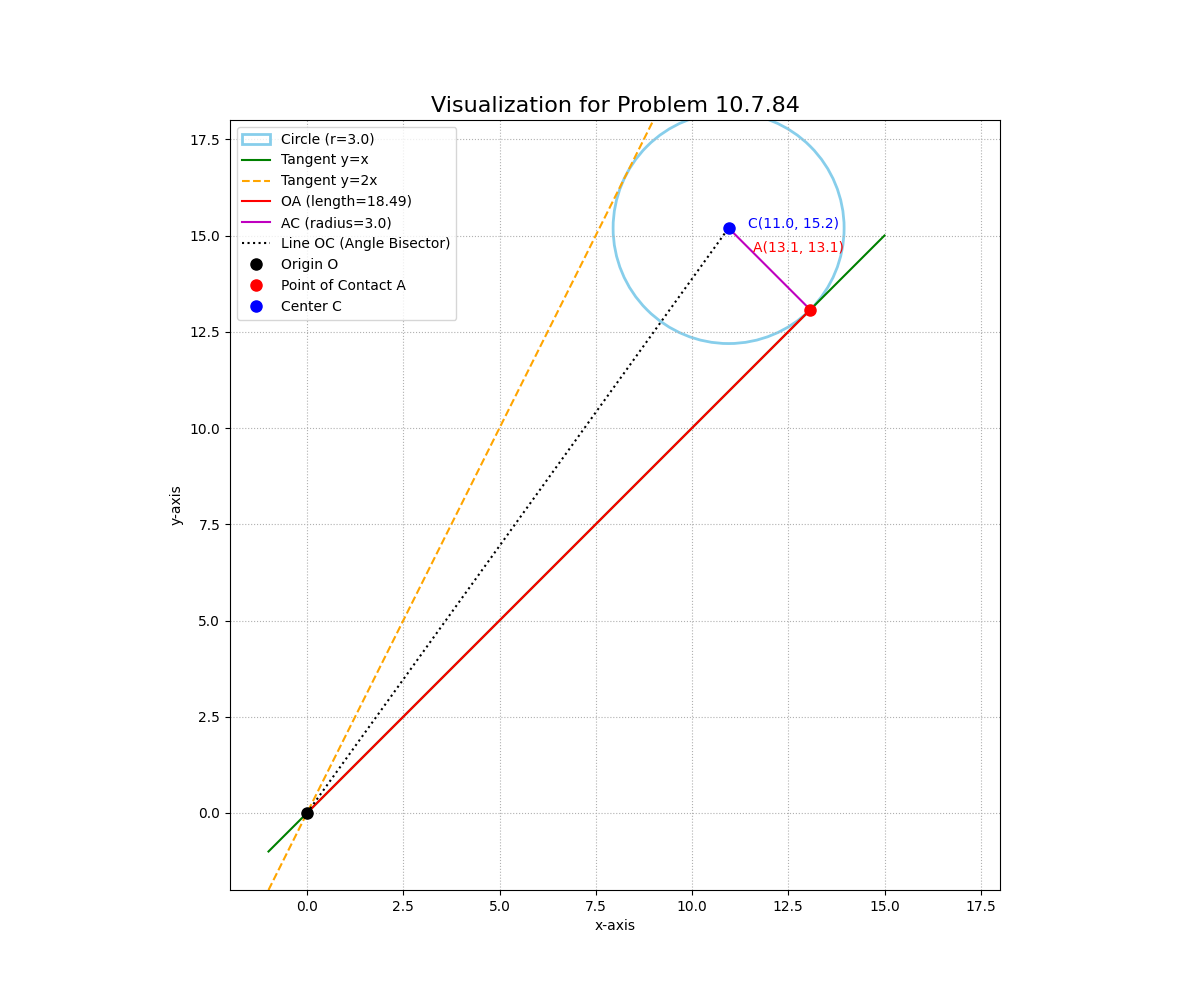 Visualization for Problem 10.7.84
Circle (r=3.0)
Tangent y=x
Tangent y=2x
OA (length=18.49)
AC (radius=3.0)
Line OC (Angle Bisector)
Origin O
Point of Contact A
Center C
C(11.0, 15.2)
A(13.1, 13.1)
y-axis
17.5
15.0
12.5
10.0
7.5
5.0
2.5
0.0
0.0 2.5 5.0 7.5 10.0 12.5 15.0 17.5
x-axis